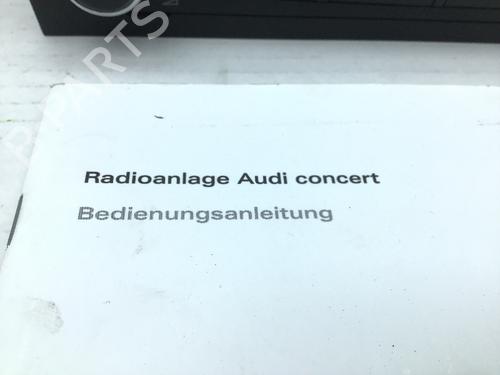 Radioanlage Audi concert
Bedienungsanleitung